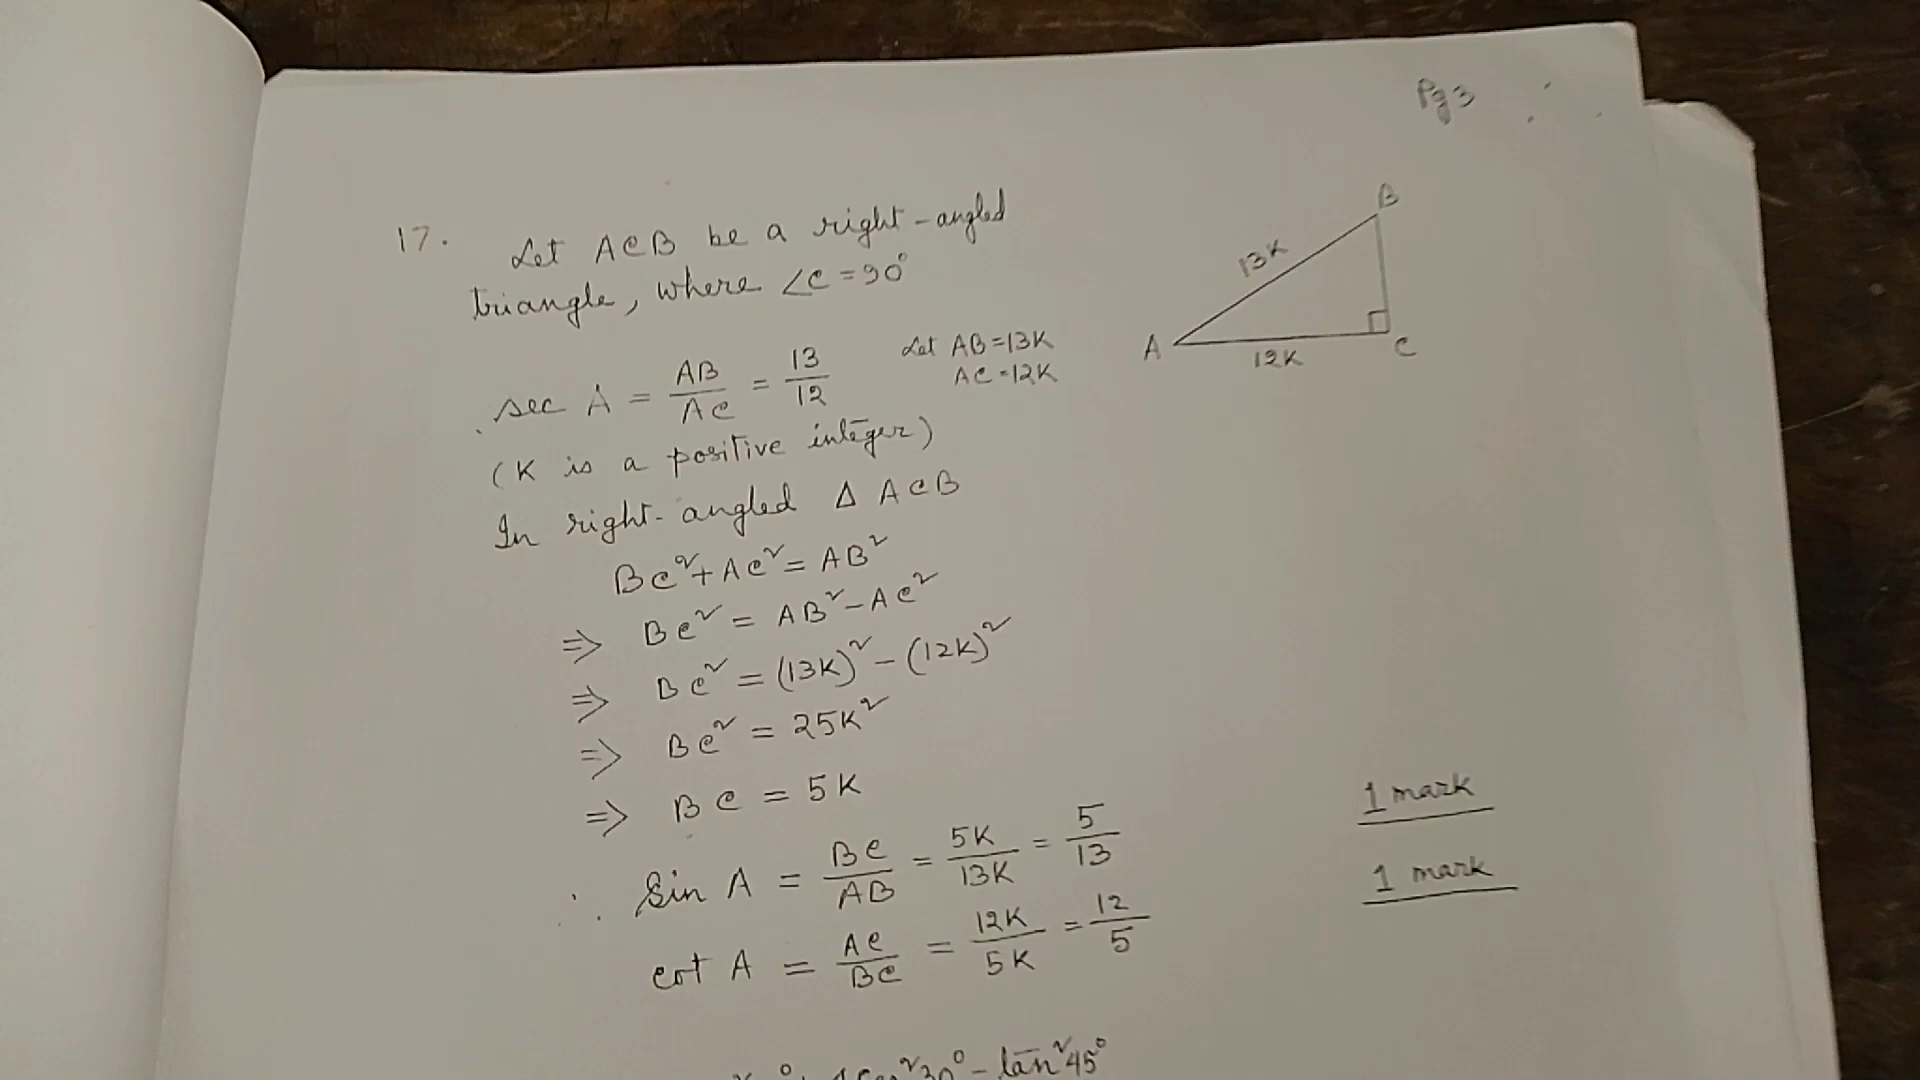 Pg 3
17. Let ACB be a right-angled
triangle, where ∠C = 90°
B
13K
A
12K
C
sec A = AB/AC = 13/12
Let AB = 13K
AC = 12K
(K is a positive integer)
In right-angled Δ ACB
BC² + AC² = AB²
⇒ BC² = AB² − AC²
⇒ BC² = (13K)² − (12K)²
⇒ BC² = 25K²
⇒ BC = 5K
∴ Sin A = BC/AB = 5K/13K = 5/13
1 mark
cot A = AC/BC = 12K/5K = 12/5
1 mark
30° − tan² 45°